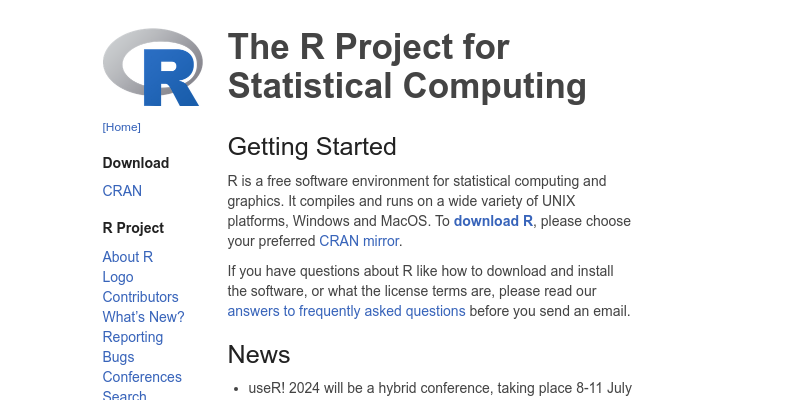 R
The R Project for
Statistical Computing
[Home]
Download
CRAN
R Project
About R
Logo
Contributors
What's New?
Reporting
Bugs
Conferences
Search
Getting Started
R is a free software environment for statistical computing and
graphics. It compiles and runs on a wide variety of UNIX
platforms, Windows and MacOS. To download R, please choose
your preferred CRAN mirror.
If you have questions about R like how to download and install
the software, or what the license terms are, please read our
answers to frequently asked questions before you send an email.
News
• useR! 2024 will be a hybrid conference, taking place 8-11 July